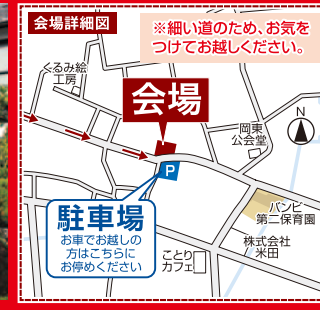 会場詳細図
※細い道のため、お気を
つけてお越しください。
くるみ絵
工房
会場
岡東
公会堂
N
P
駐車場
お車でお越しの
方はこちらに
お停めください
バンビー
第二保育園
株式会社
米田
ことり
カフェ